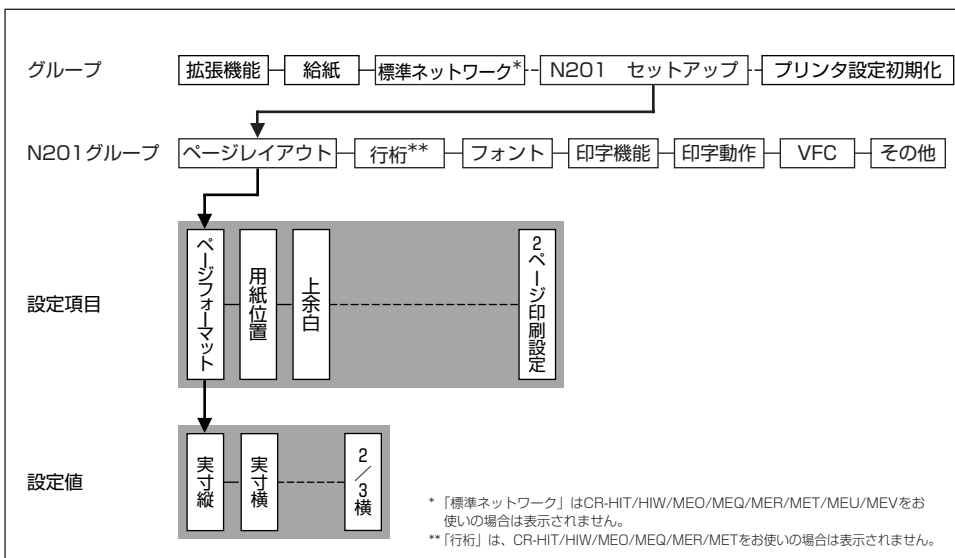 グループ 拡張機能 給紙 標準ネットワーク* N201 セットアップ プリンタ設定初期化
N201グループ ページレイアウト 行桁** フォント 印字機能 印字動作 VFC その他
設定項目
ページフォーマット
用紙位置
上余白
2ページ印刷設定
設定値
実寸縦
実寸横
2/3横
*「標準ネットワーク」はCR-HIT/HIW/MEO/MEQ/MER/MET/MEU/MEVをお
使いの場合は表示されません。
**「行桁」は、CR-HIT/HIW/MEO/MEQ/MER/METをお使いの場合は表示されません。